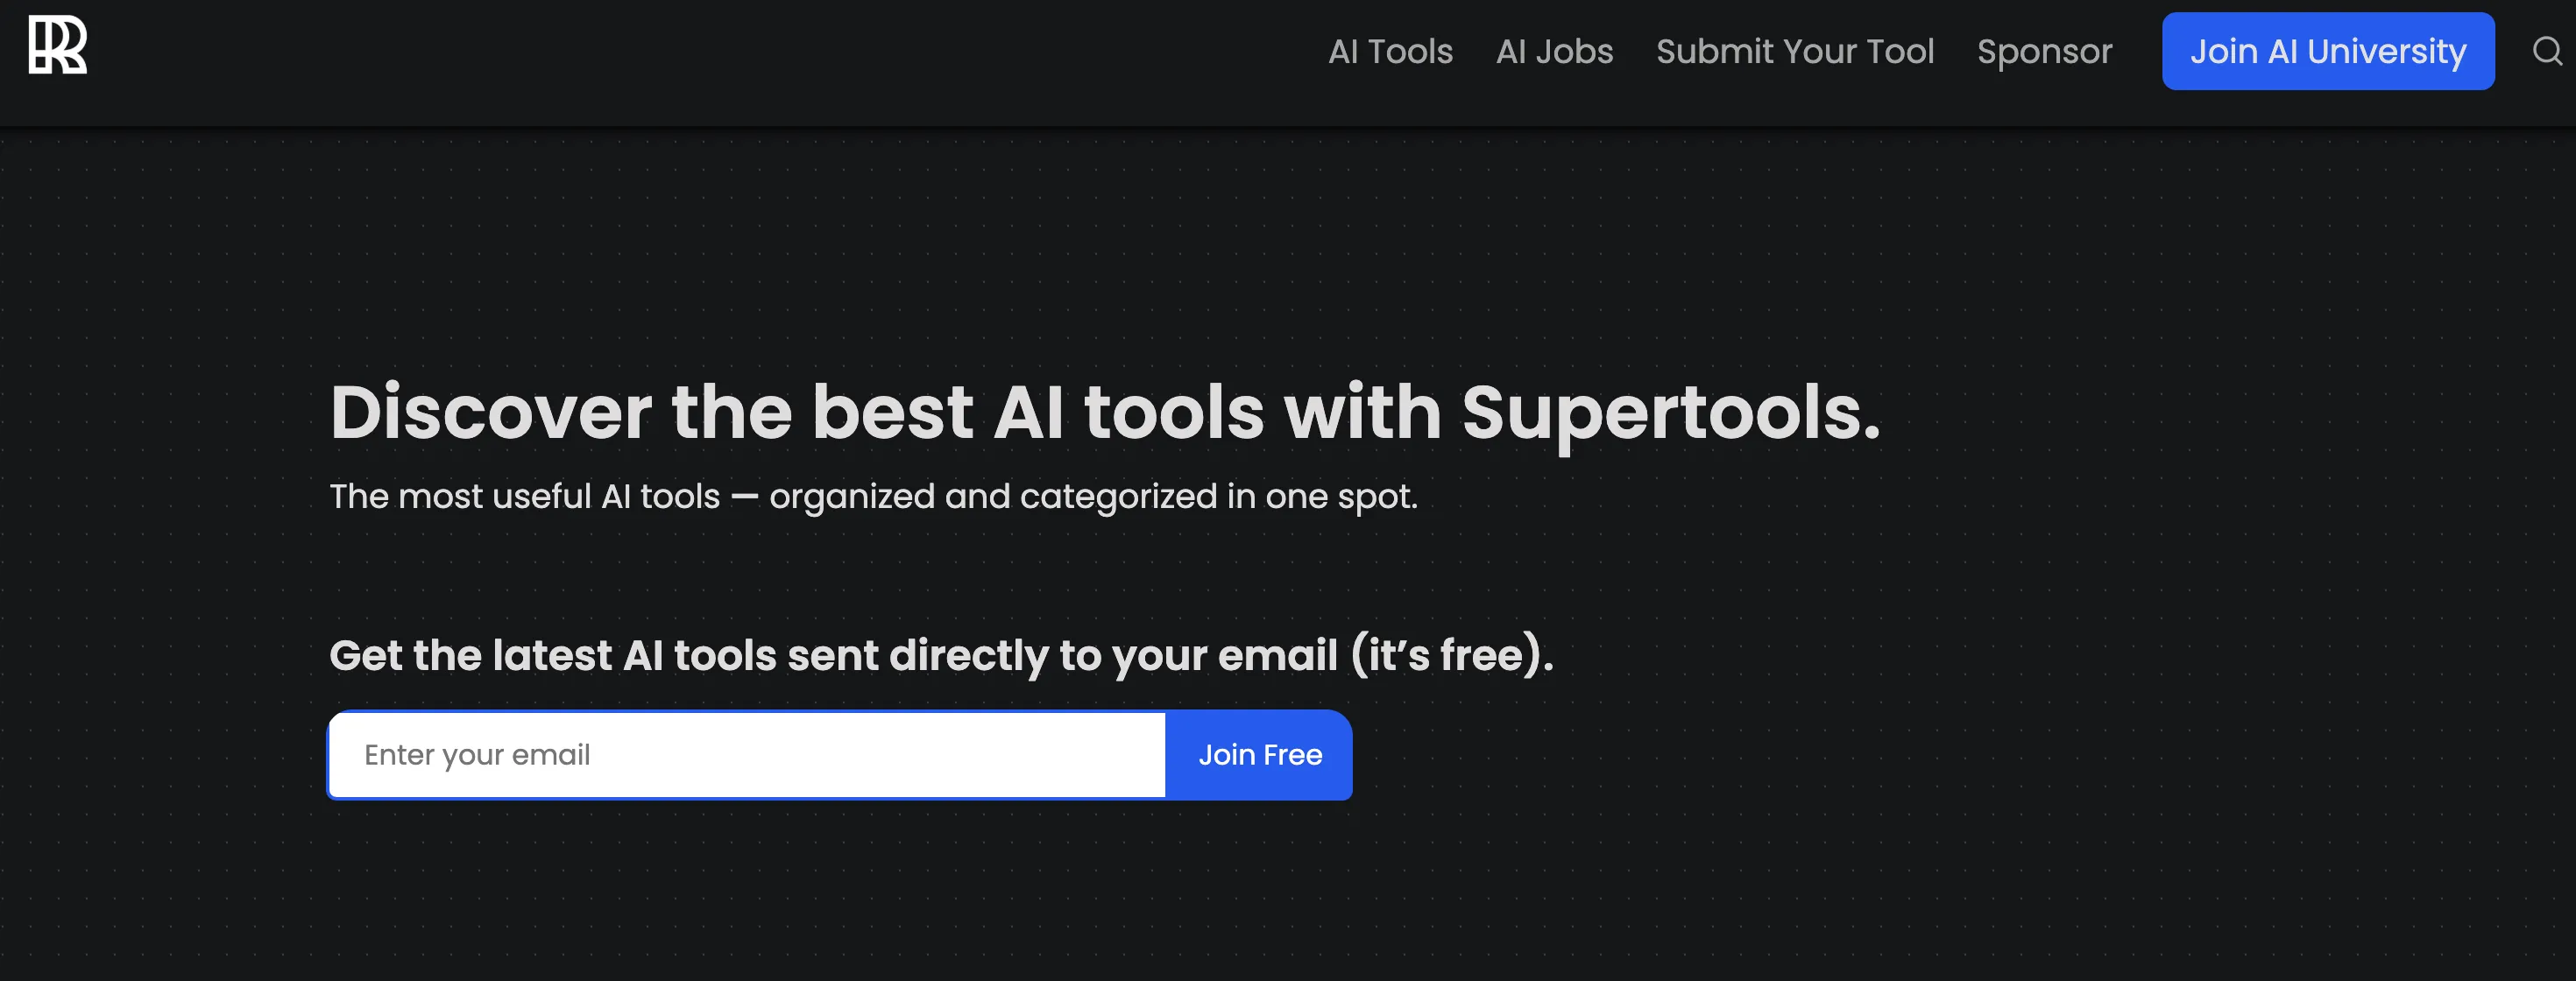 R
AI Tools
AI Jobs
Submit Your Tool
Sponsor
Join AI University
Discover the best AI tools with Supertools.
The most useful AI tools — organized and categorized in one spot.
Get the latest AI tools sent directly to your email (it’s free).
Enter your email
Join Free